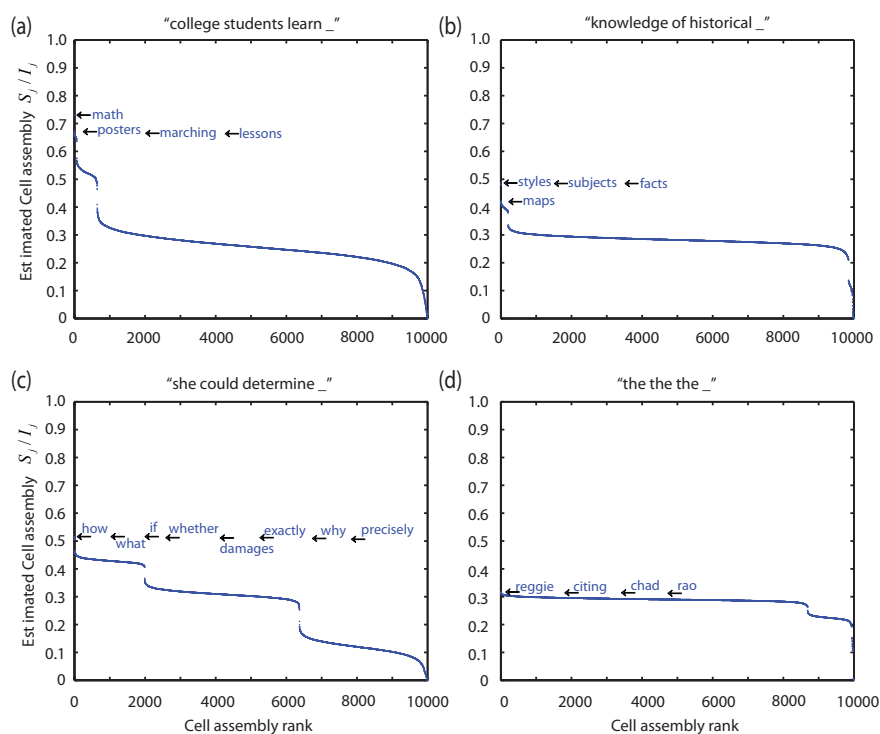 (a) "college students learn _"
1.0
0.9
0.8
0.7
0.6
0.5
0.4
0.3
0.2
0.1
0
Est imated Cell assembly S_j / I_j
math
posters marching lessons
0 2000 4000 6000 8000 10000
(b) "knowledge of historical _"
1.0
0.9
0.8
0.7
0.6
0.5
0.4
0.3
0.2
0.1
0
styles subjects facts
maps
0 2000 4000 6000 8000 10000
(c) "she could determine _"
1.0
0.9
0.8
0.7
0.6
0.5
0.4
0.3
0.2
0.1
0
Est imated Cell assembly S_j / I_j
how if whether exactly why precisely
what damages
0 2000 4000 6000 8000 10000
Cell assembly rank
(d) "the the the _"
1.0
0.9
0.8
0.7
0.6
0.5
0.4
0.3
0.2
0.1
0
reggie citing chad rao
0 2000 4000 6000 8000 10000
Cell assembly rank